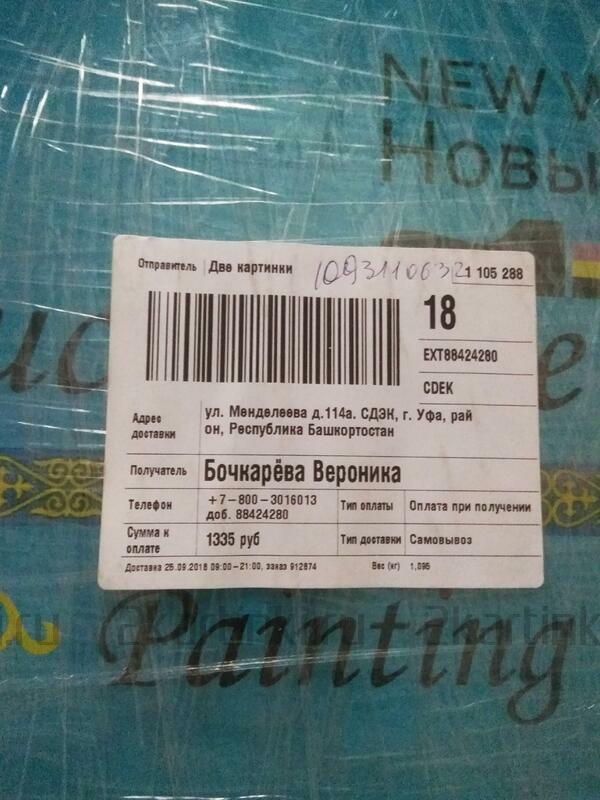 NEW W
Новы
Отправитель Две картинки 1093110632 1 105 288
18
EXT88424280
CDEK
Адрес доставки
ул. Менделеева д.114а. СДЭК, г. Уфа, рай
он, Республика Башкортостан
Получатель Бочкарёва Вероника
Телефон +7-800-3016013
доб. 88424280
Тип оплаты Оплата при получении
Сумма к оплате 1335 руб
Тип доставки Самовывоз
Доставка 25.09.2018 09:00-21:00, заказ 912874 Вес (кг) 1,095
Painting